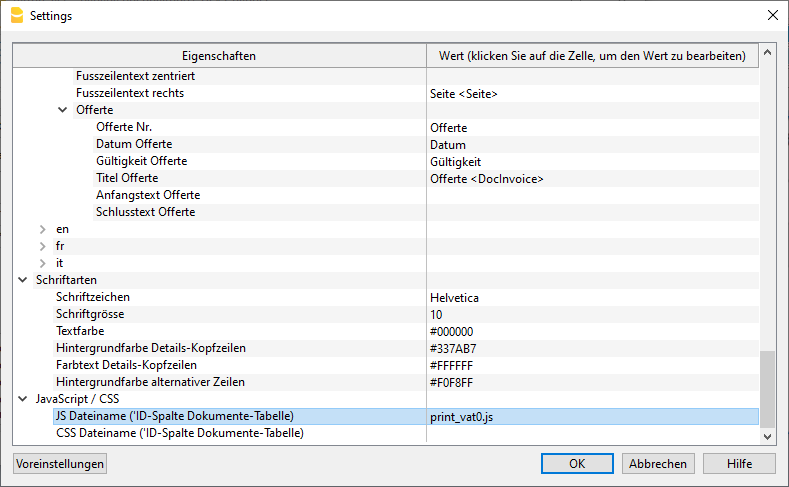 Settings
Eigenschaften Wert (klicken Sie auf die Zelle, um den Wert zu bearbeiten)
Fusszeilentext zentriert
Fusszeilentext rechts Seite <Seite>
Offerte
Offerte Nr. Offerte
Datum Offerte Datum
Gültigkeit Offerte Gültigkeit
Titel Offerte Offerte <DocInvoice>
Anfangstext Offerte
Schlusstext Offerte
en
fr
it
Schriftarten
Schriftzeichen Helvetica
Schriftgrösse 10
Textfarbe #000000
Hintergrundfarbe Details-Kopfzeilen #337AB7
Farbtext Details-Kopfzeilen #FFFFFF
Hintergrundfarbe alternativer Zeilen #F0F8FF
JavaScript / CSS
JS Dateiname ('ID-Spalte Dokumente-Tabelle) print_vat0.js
CSS Dateiname ('ID-Spalte Dokumente-Tabelle)
Voreinstellungen OK Abbrechen Hilfe